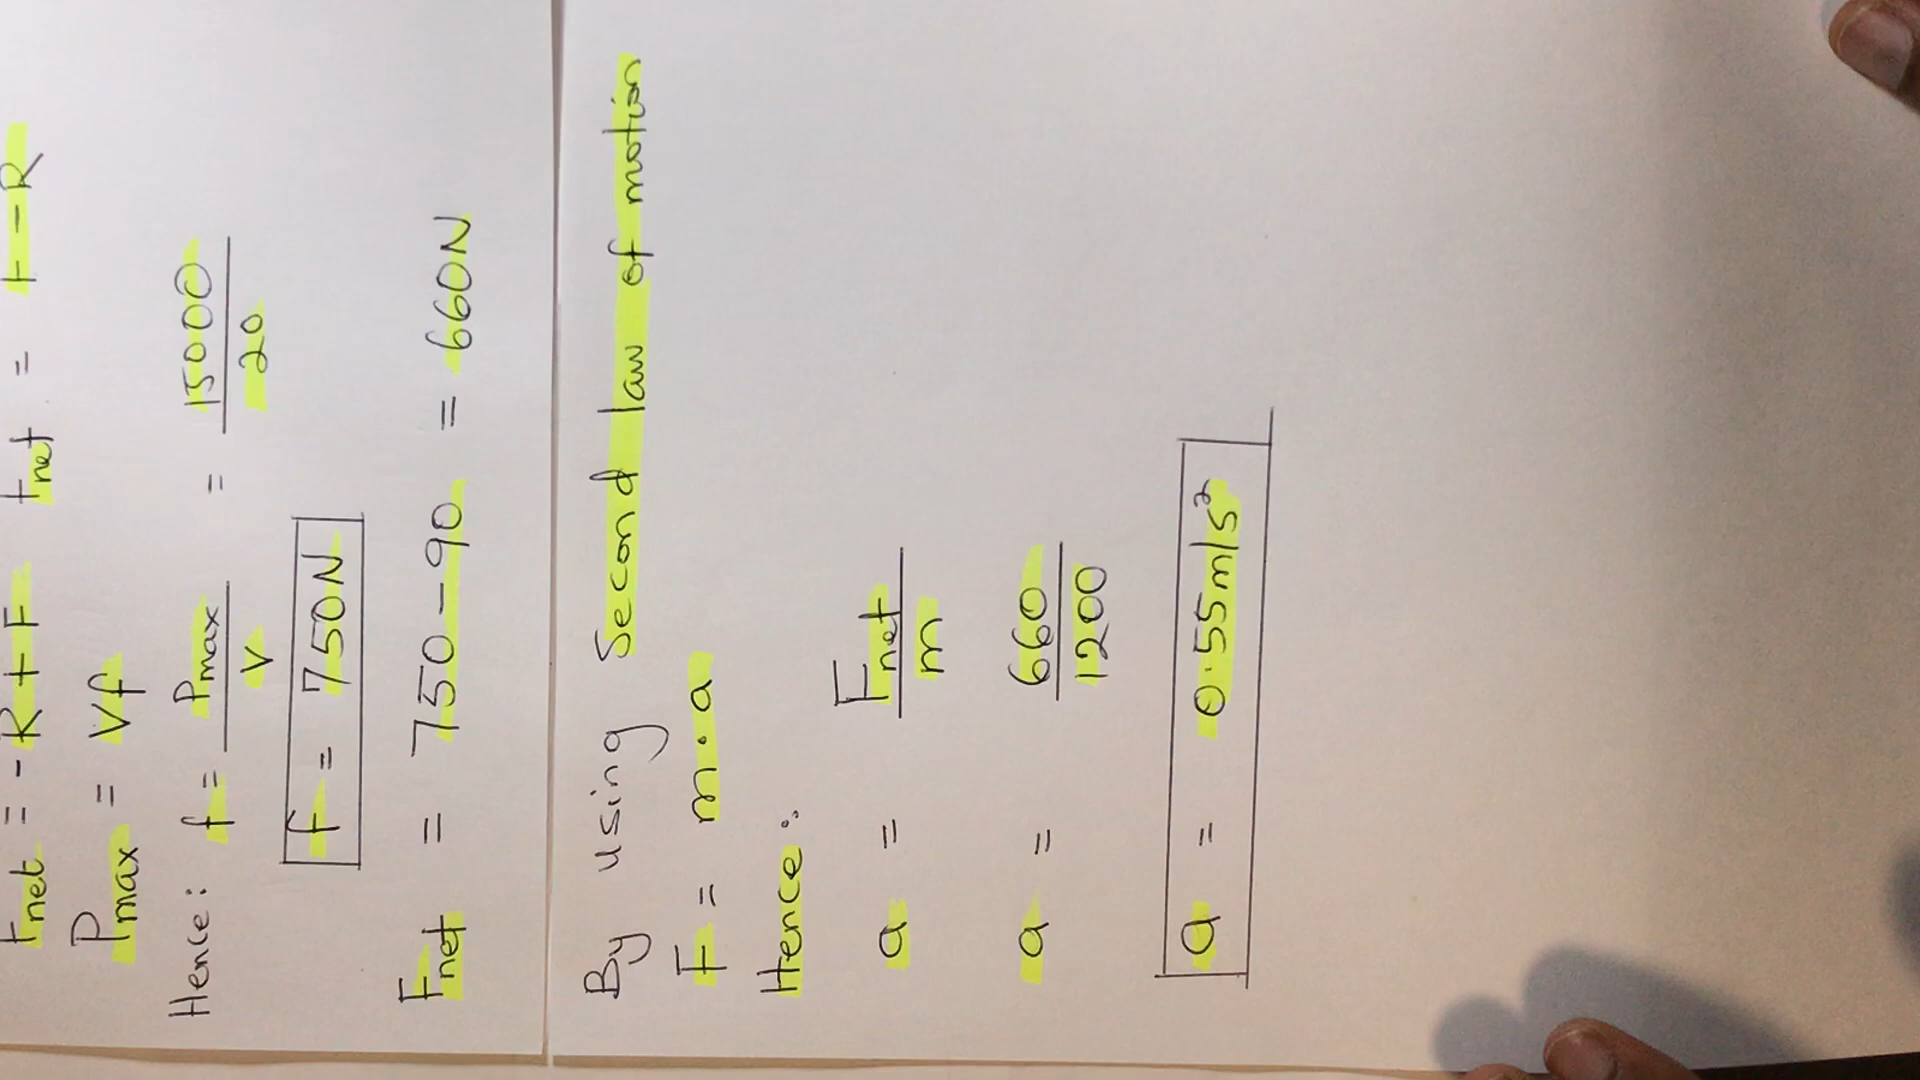 Fnet = -R + F Fnet = F - R
Pmax = vf
Hence: f = Pmax / v = 15000 / 20
f = 750N
Fnet = 750 - 90 = 660N
By using Second law of motion
F = m·a
Hence:
a = Fnet / m
a = 660 / 1200
a = 0.55m/s²